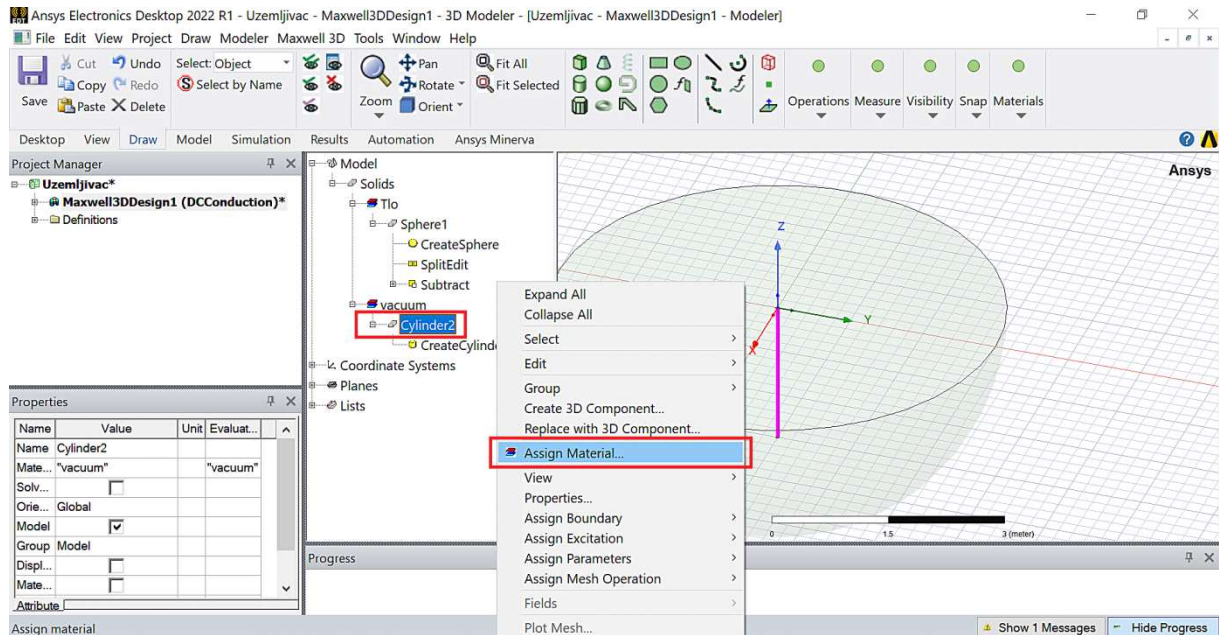 Ansys Electronics Desktop 2022 R1 - Uzemljivac - Maxwell3DDesign1 - 3D Modeler - [Uzemljivac - Maxwell3DDesign1 - Modeler]
File Edit View Project Draw Modeler Maxwell 3D Tools Window Help
Save
Cut Undo
Copy Redo
Paste Delete
Select: Object
Select by Name
Zoom
Pan
Rotate
Orient
Fit All
Fit Selected
Operations Measure Visibility Snap Materials
Desktop View Draw Model Simulation Results Automation Ansys Minerva
Project Manager
Uzemljivac*
Maxwell3DDesign1 (DCConduction)*
Definitions
Model
Solids
Tlo
Sphere1
CreateSphere
SplitEdit
Subtract
vacuum
Cylinder2
CreateCylinde
Coordinate Systems
Planes
Lists
Expand All
Collapse All
Select
Edit
Group
Create 3D Component...
Replace with 3D Component...
Assign Material...
View
Properties...
Assign Boundary
Assign Excitation
Assign Parameters
Assign Mesh Operation
Fields
Plot Mesh...
Ansys
Z
Y
X
0 1.5 3 (meter)
Properties
Name Value Unit Evaluat...
Name Cylinder2
Mate... "vacuum" "vacuum"
Solv...
Orie... Global
Model
Group Model
Displ...
Mate...
Attribute
Progress
Assign material
Show 1 Messages
Hide Progress